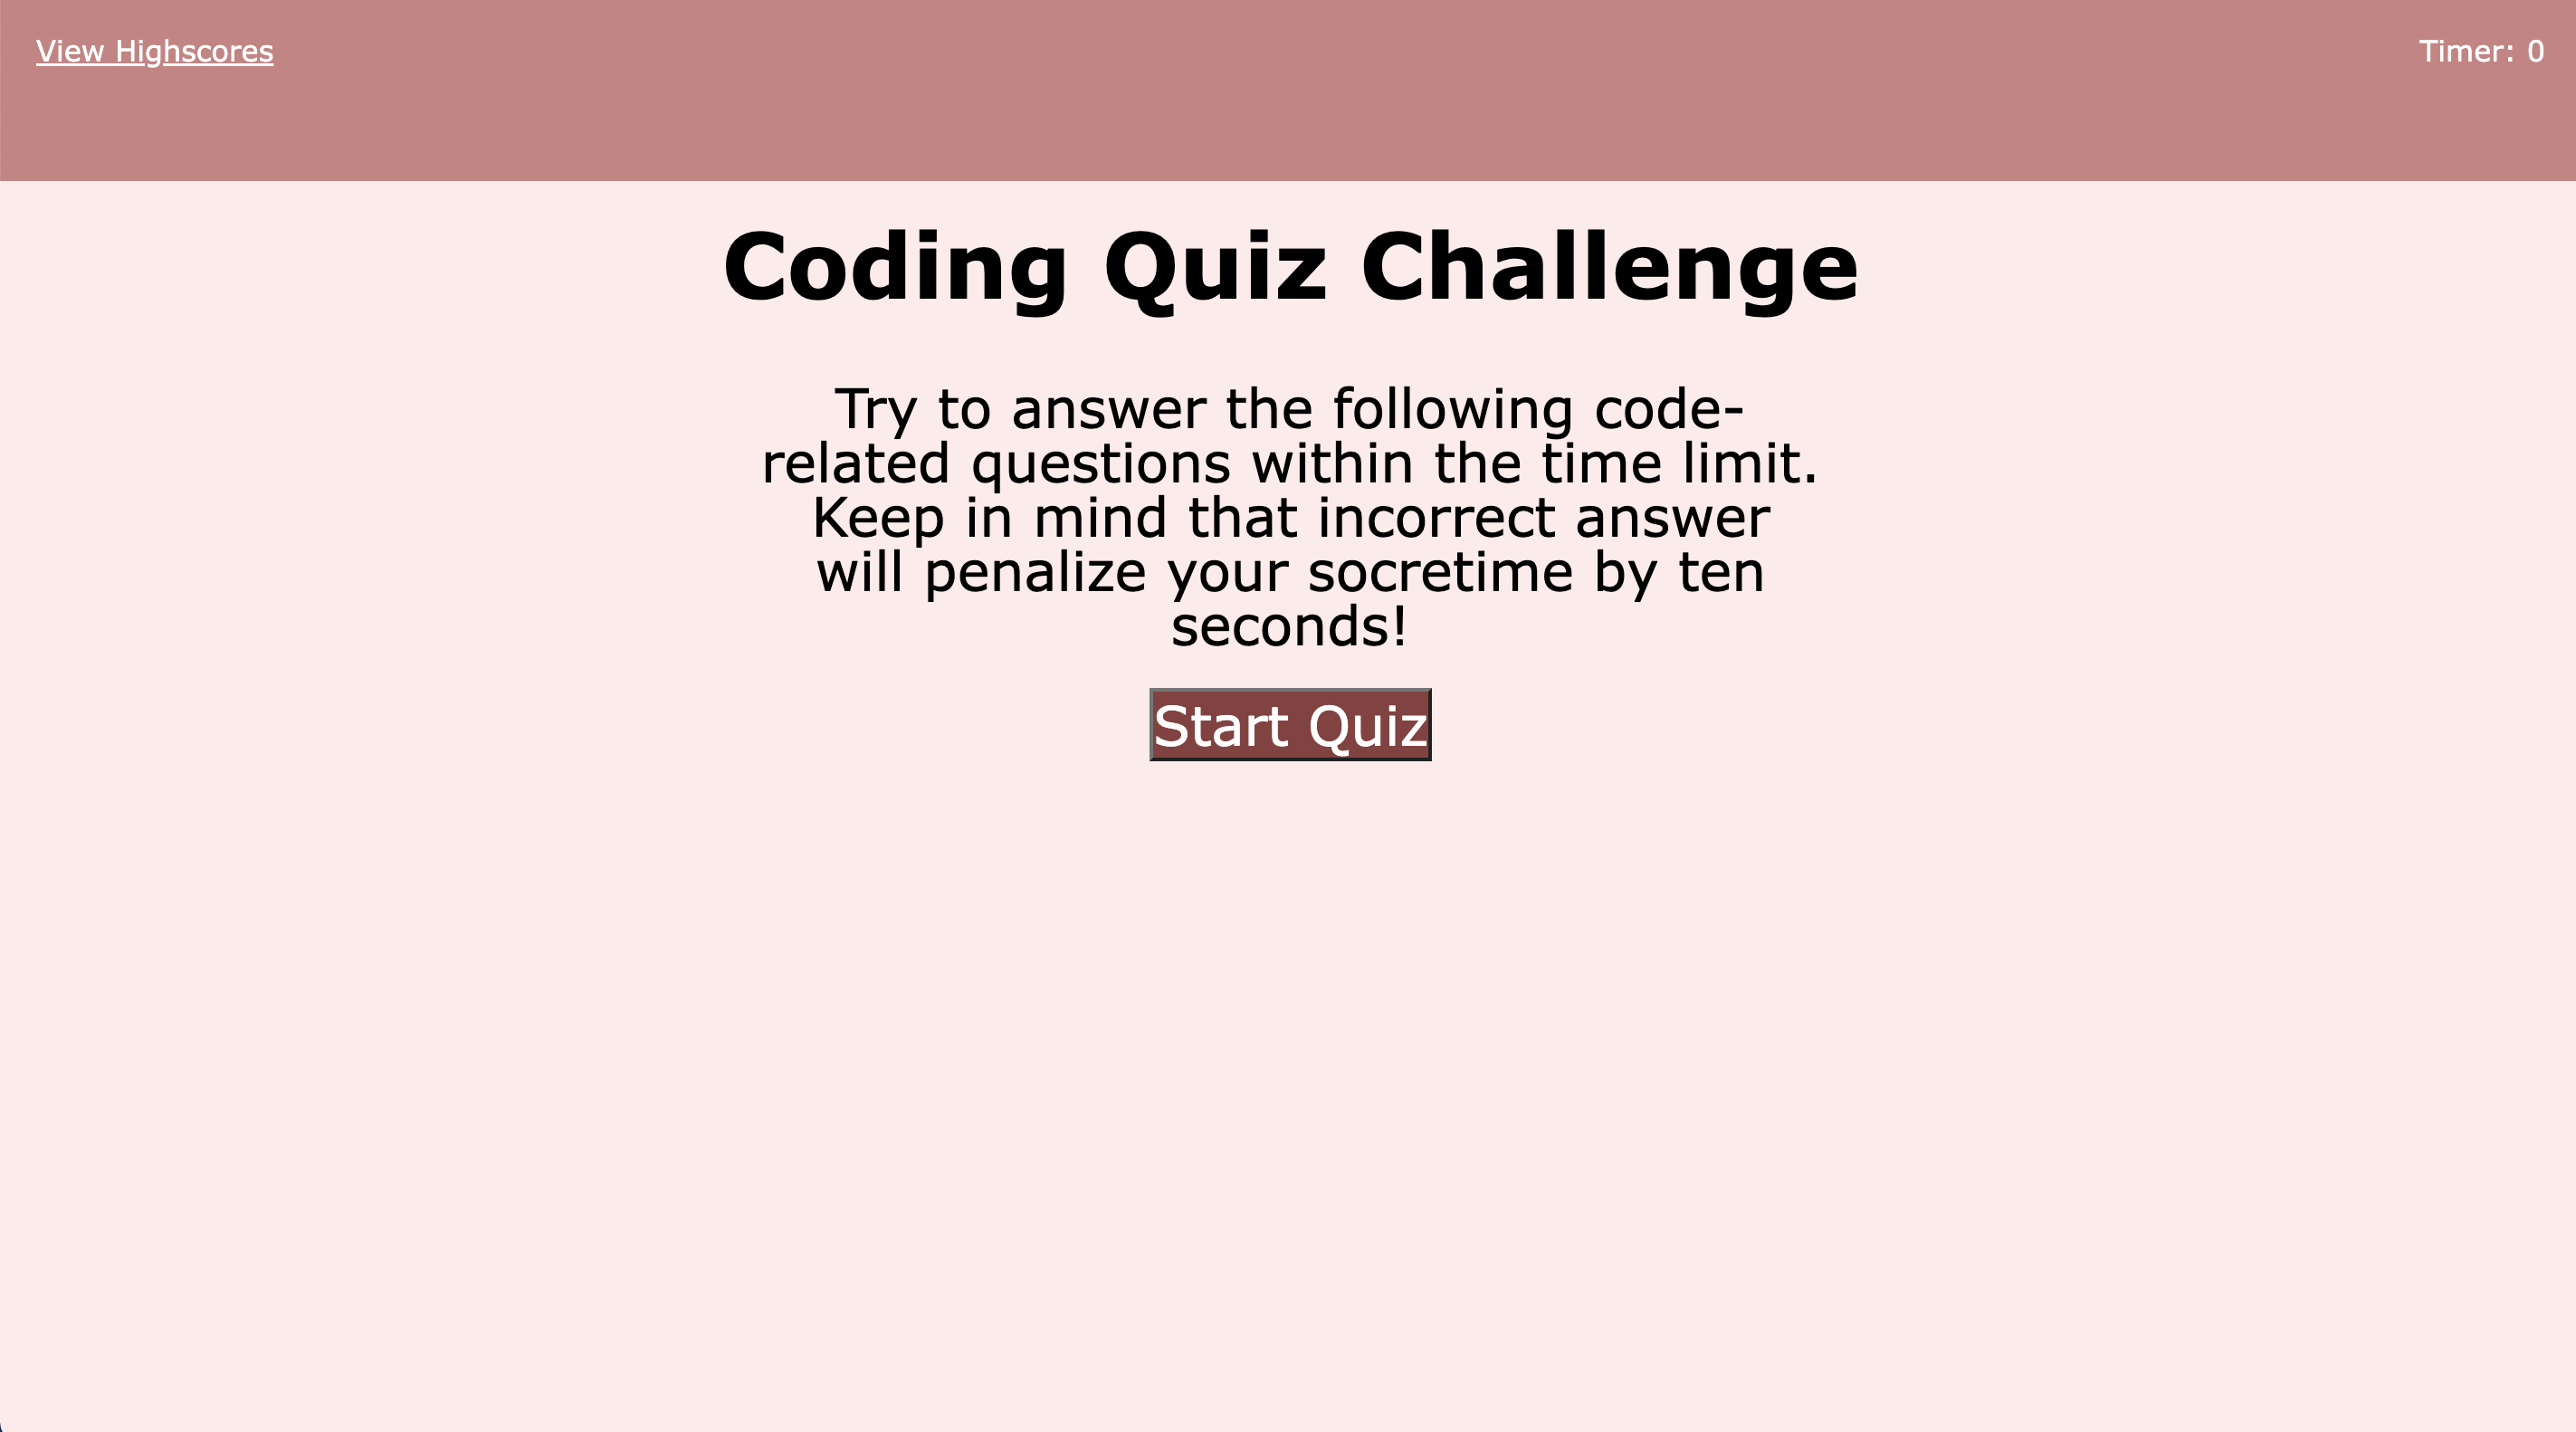 View Highscores
Timer: 0
Coding Quiz Challenge
Try to answer the following code-
related questions within the time limit.
Keep in mind that incorrect answer
will penalize your socretime by ten
seconds!
Start Quiz